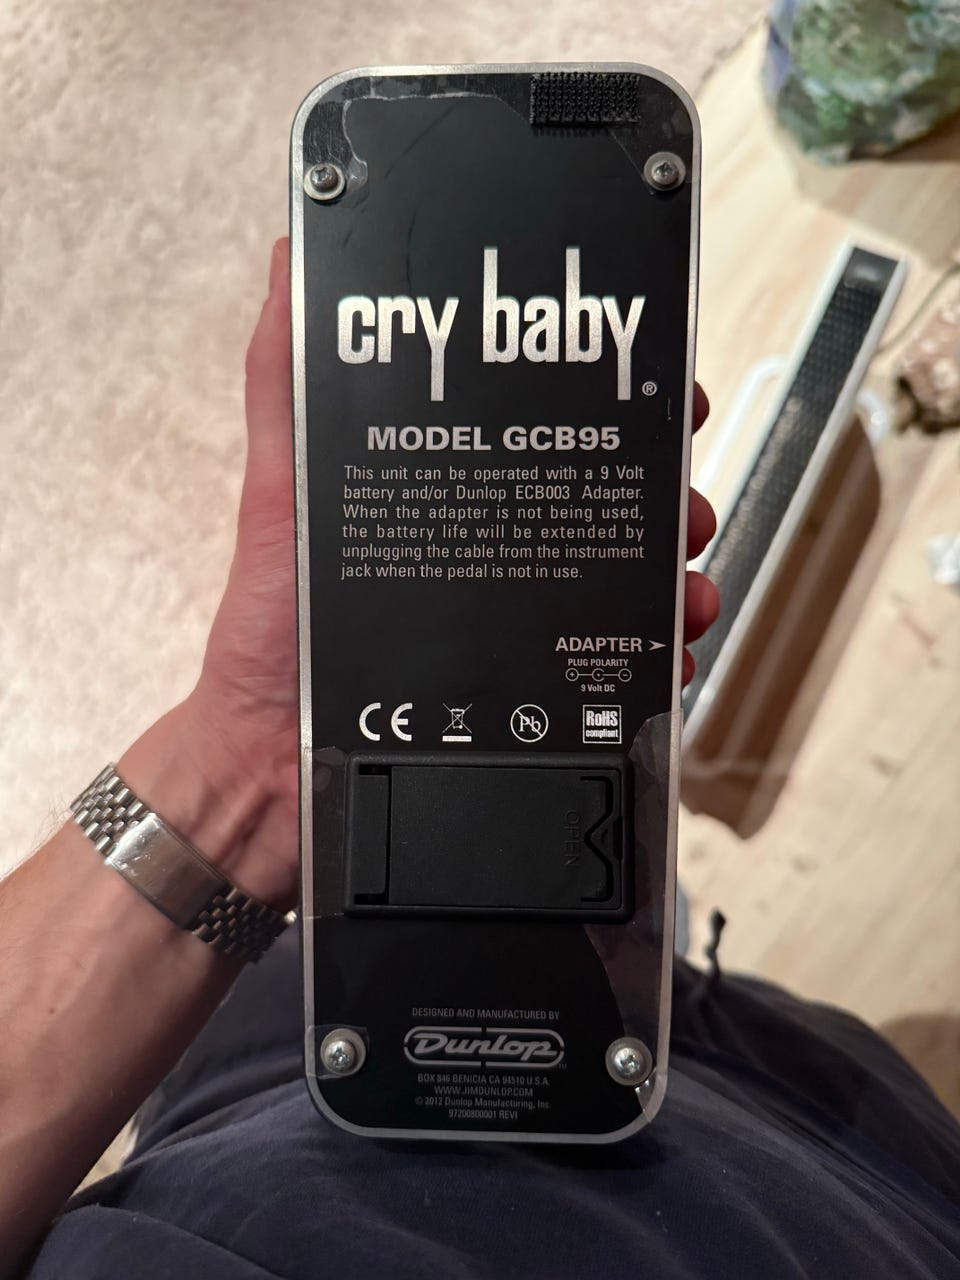 cry baby
®
MODEL GCB95
This unit can be operated with a 9 Volt
battery and/or Dunlop ECB003 Adapter.
When the adapter is not being used,
the battery life will be extended by
unplugging the cable from the instrument
jack when the pedal is not in use.
ADAPTER
PLUG POLARITY
+ C -
9 Volt DC
CE
Pb
RoHS
compliant
OPEN
DESIGNED AND MANUFACTURED BY
Dunlop™
BOX 846 BENICIA CA 94510 U.S.A.
WWW.JIMDUNLOP.COM
© 2012 Dunlop Manufacturing, Inc.
97200800001 REVI